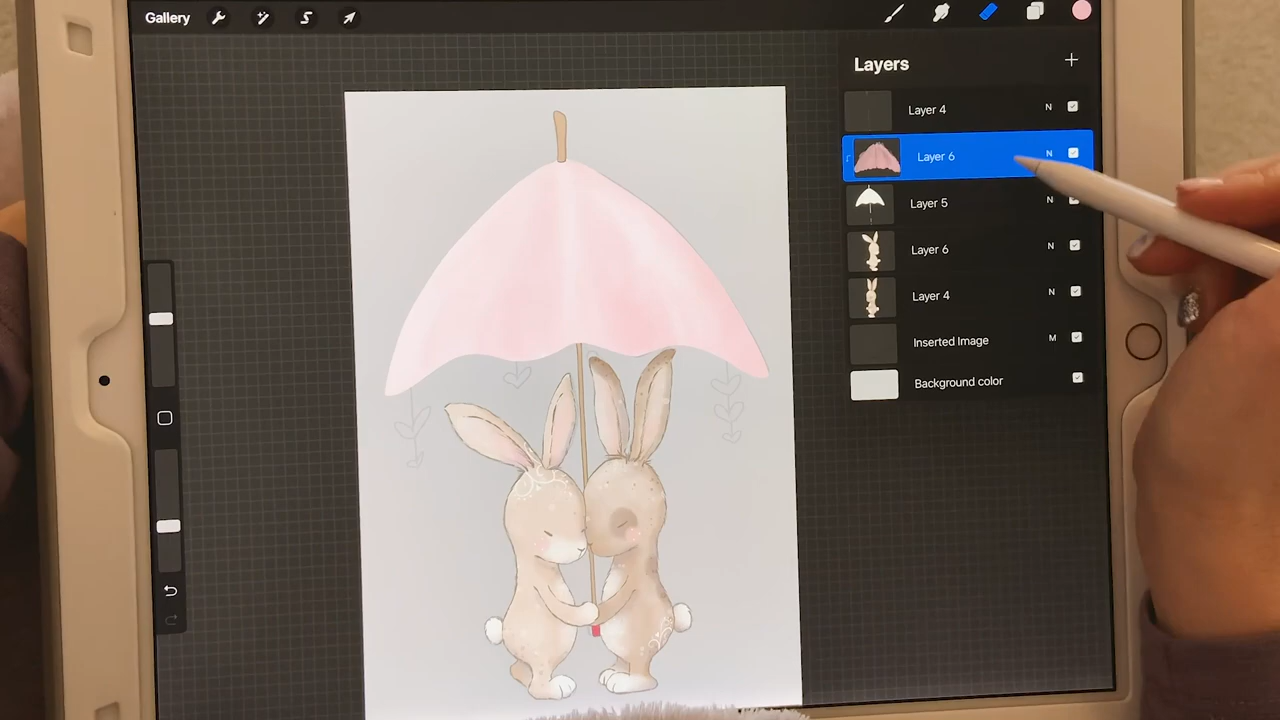 Gallery
Layers
Layer 4 N
Layer 6 N
Layer 5 N
Layer 6 N
Layer 4 N
Inserted Image M
Background color